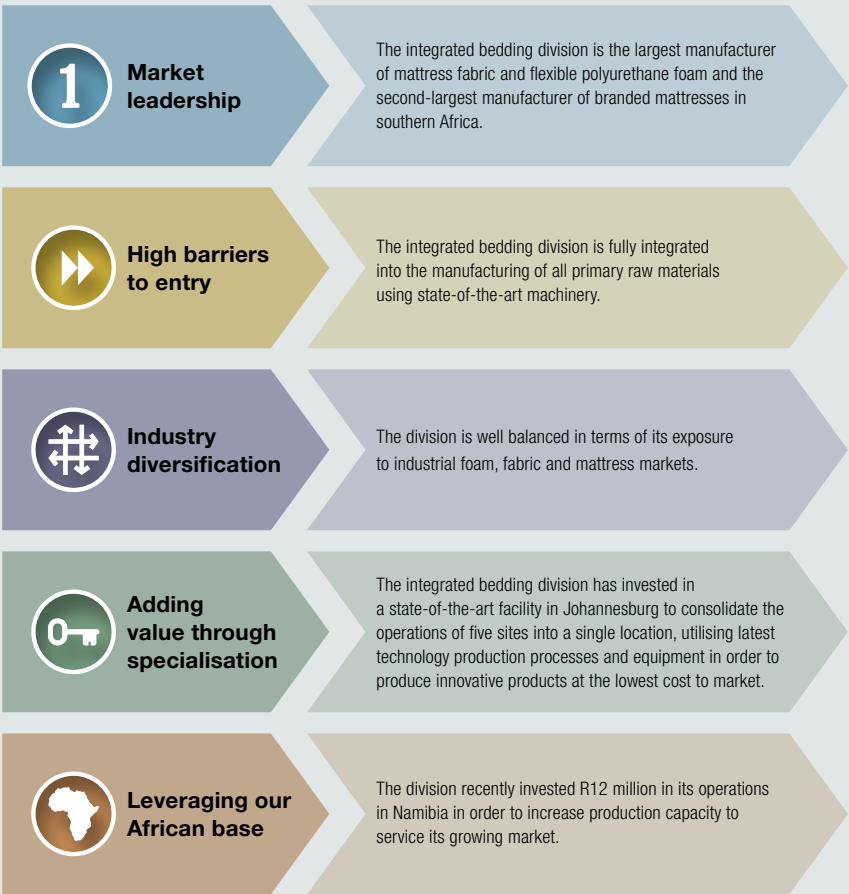 1
Market
leadership
The integrated bedding division is the largest manufacturer
of mattress fabric and flexible polyurethane foam and the
second-largest manufacturer of branded mattresses in
southern Africa.
High barriers
to entry
The integrated bedding division is fully integrated
into the manufacturing of all primary raw materials
using state-of-the-art machinery.
Industry
diversification
The division is well balanced in terms of its exposure
to industrial foam, fabric and mattress markets.
Adding
value through
specialisation
The integrated bedding division has invested in
a state-of-the-art facility in Johannesburg to consolidate the
operations of five sites into a single location, utilising latest
technology production processes and equipment in order to
produce innovative products at the lowest cost to market.
Leveraging our
African base
The division recently invested R12 million in its operations
in Namibia in order to increase production capacity to
service its growing market.